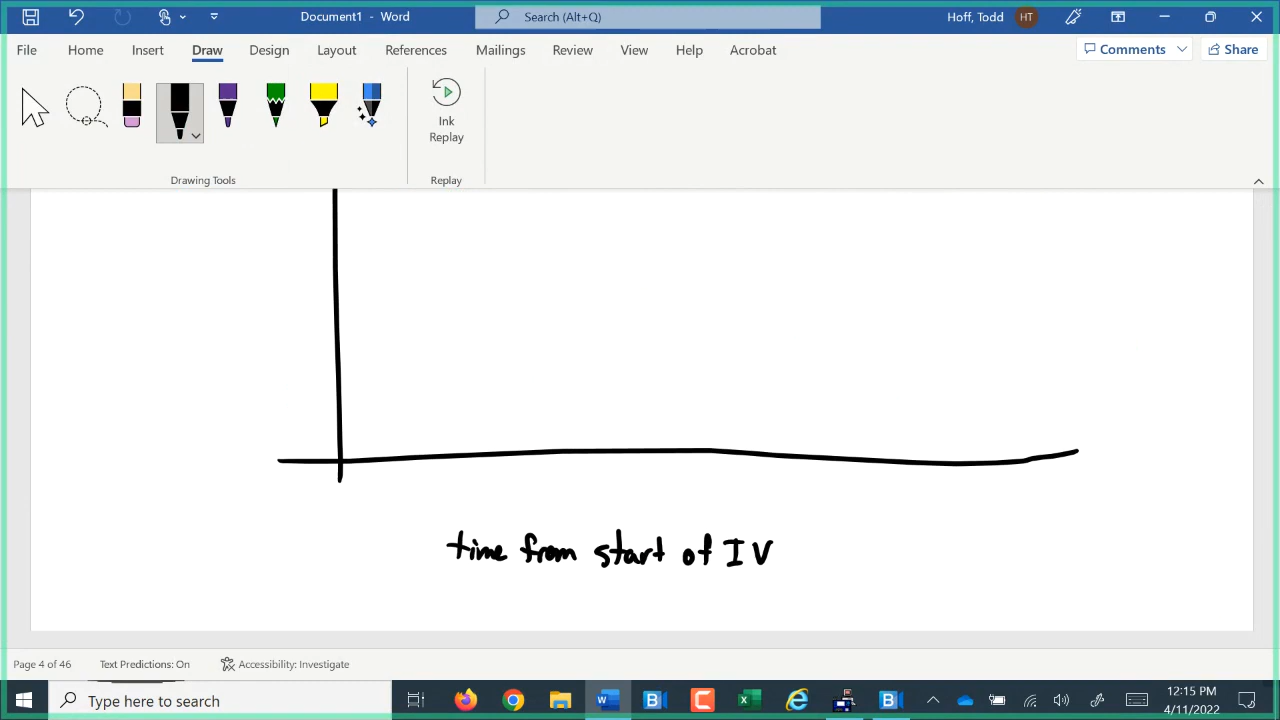 Document1 - Word
Search (Alt+Q)
Hoff, Todd
HT
File Home Insert Draw Design Layout References Mailings Review View Help Acrobat
Comments
Share
Ink
Replay
Drawing Tools
Replay
time from start of IV
Page 4 of 46
Text Predictions: On
Accessibility: Investigate
Type here to search
12:15 PM
4/11/2022